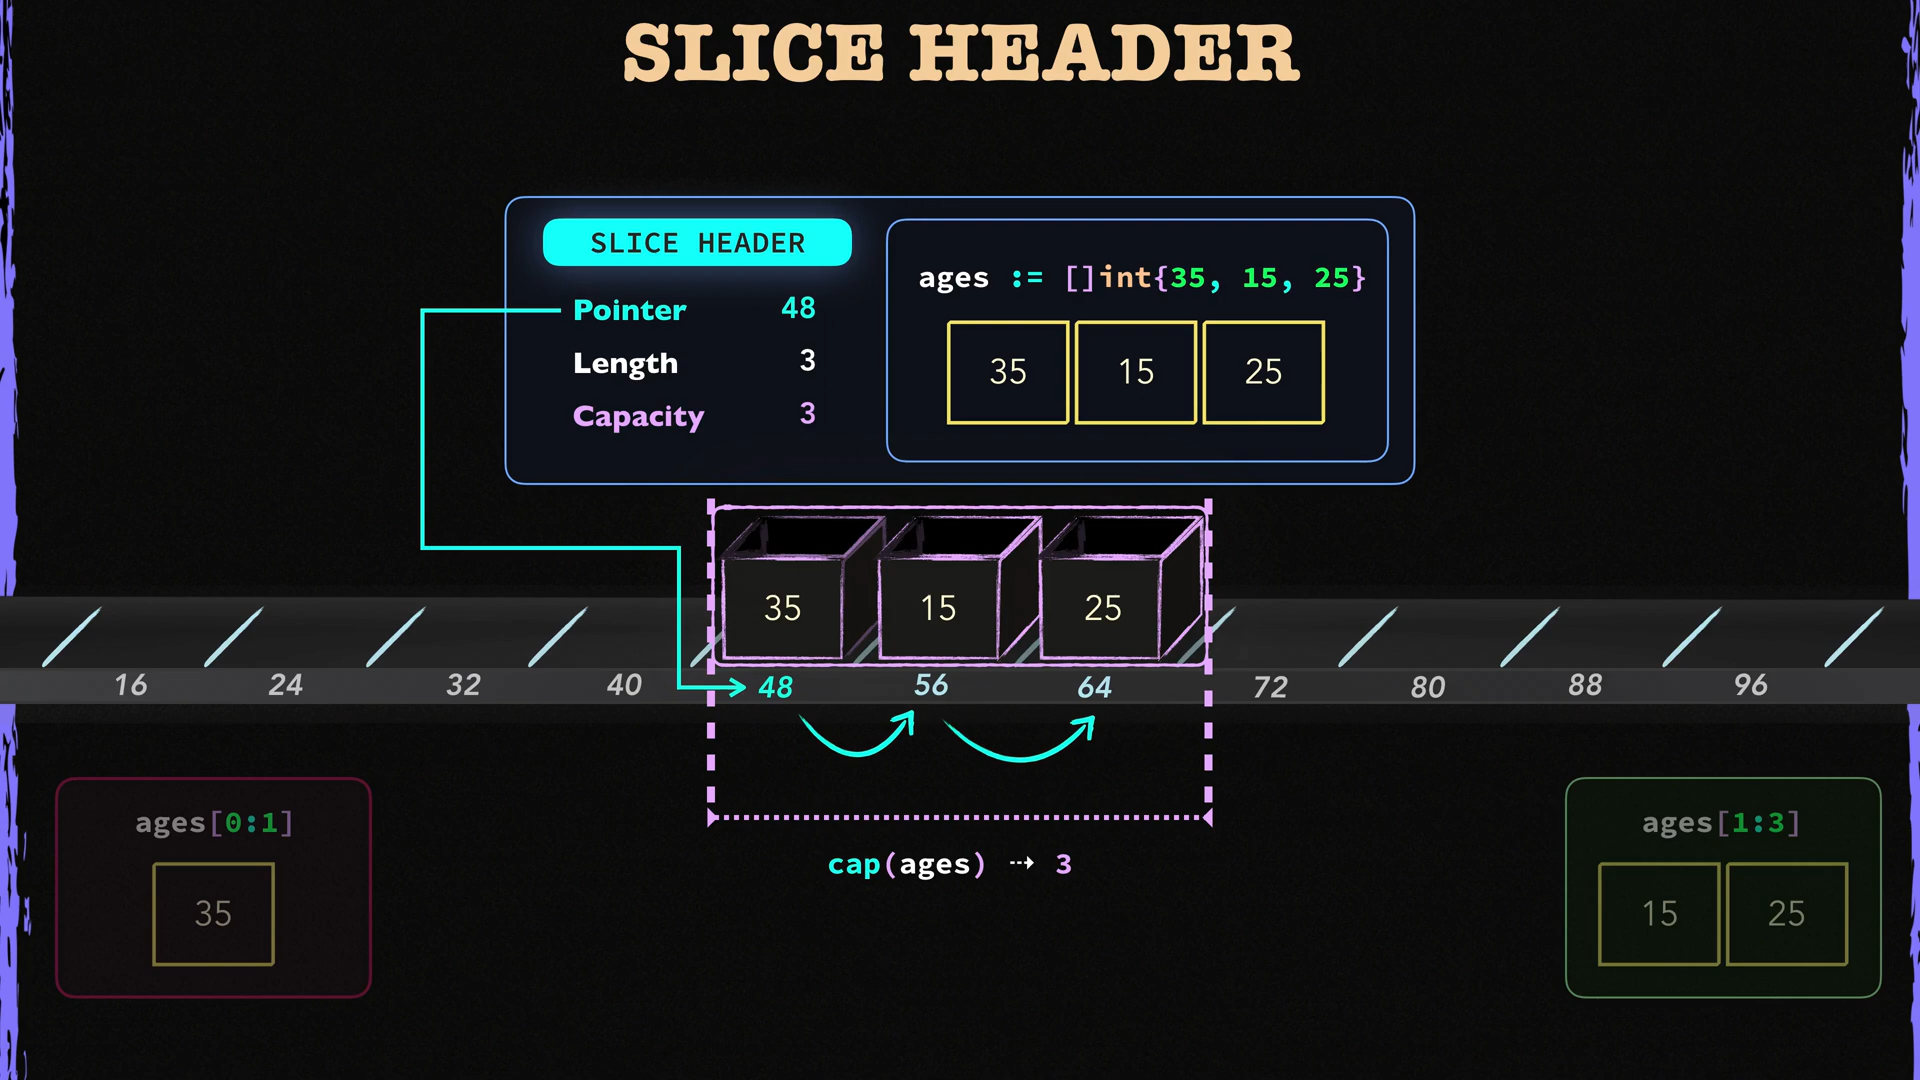 SLICE HEADER
SLICE HEADER
Pointer 48
Length 3
Capacity 3
ages := []int{35, 15, 25}
35 15 25
35 15 25
16 24 32 40 48 56 64 72 80 88 96
ages[0:1]
35
cap(ages) ⇢ 3
ages[1:3]
15 25